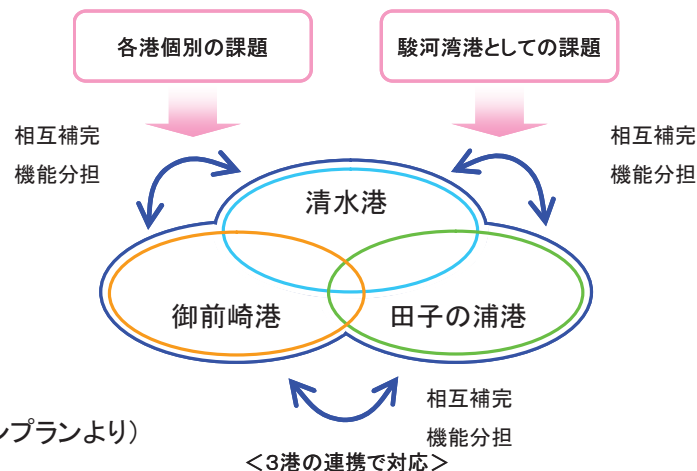 各港個別の課題
駿河湾港としての課題
相互補完
機能分担
相互補完
機能分担
清水港
御前崎港
田子の浦港
相互補完
機能分担
ンプランより）
＜3港の連携で対応＞